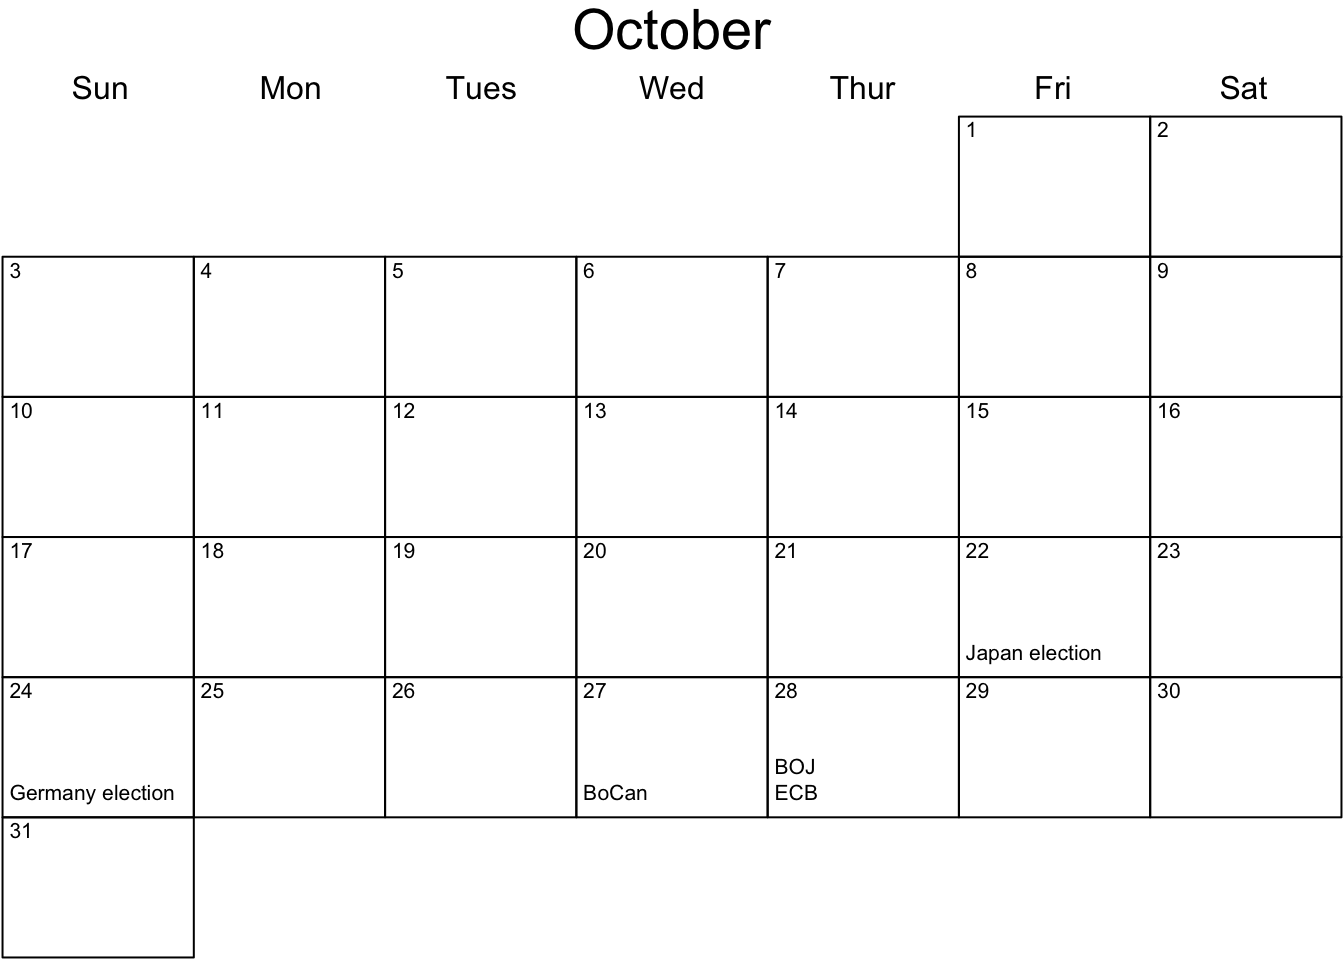 October
Sun Mon Tues Wed Thur Fri Sat
1 2
3 4 5 6 7 8 9
10 11 12 13 14 15 16
17 18 19 20 21 22 23
Japan election
24 25 26 27 28 29 30
BOJ
Germany election BoCan ECB
31